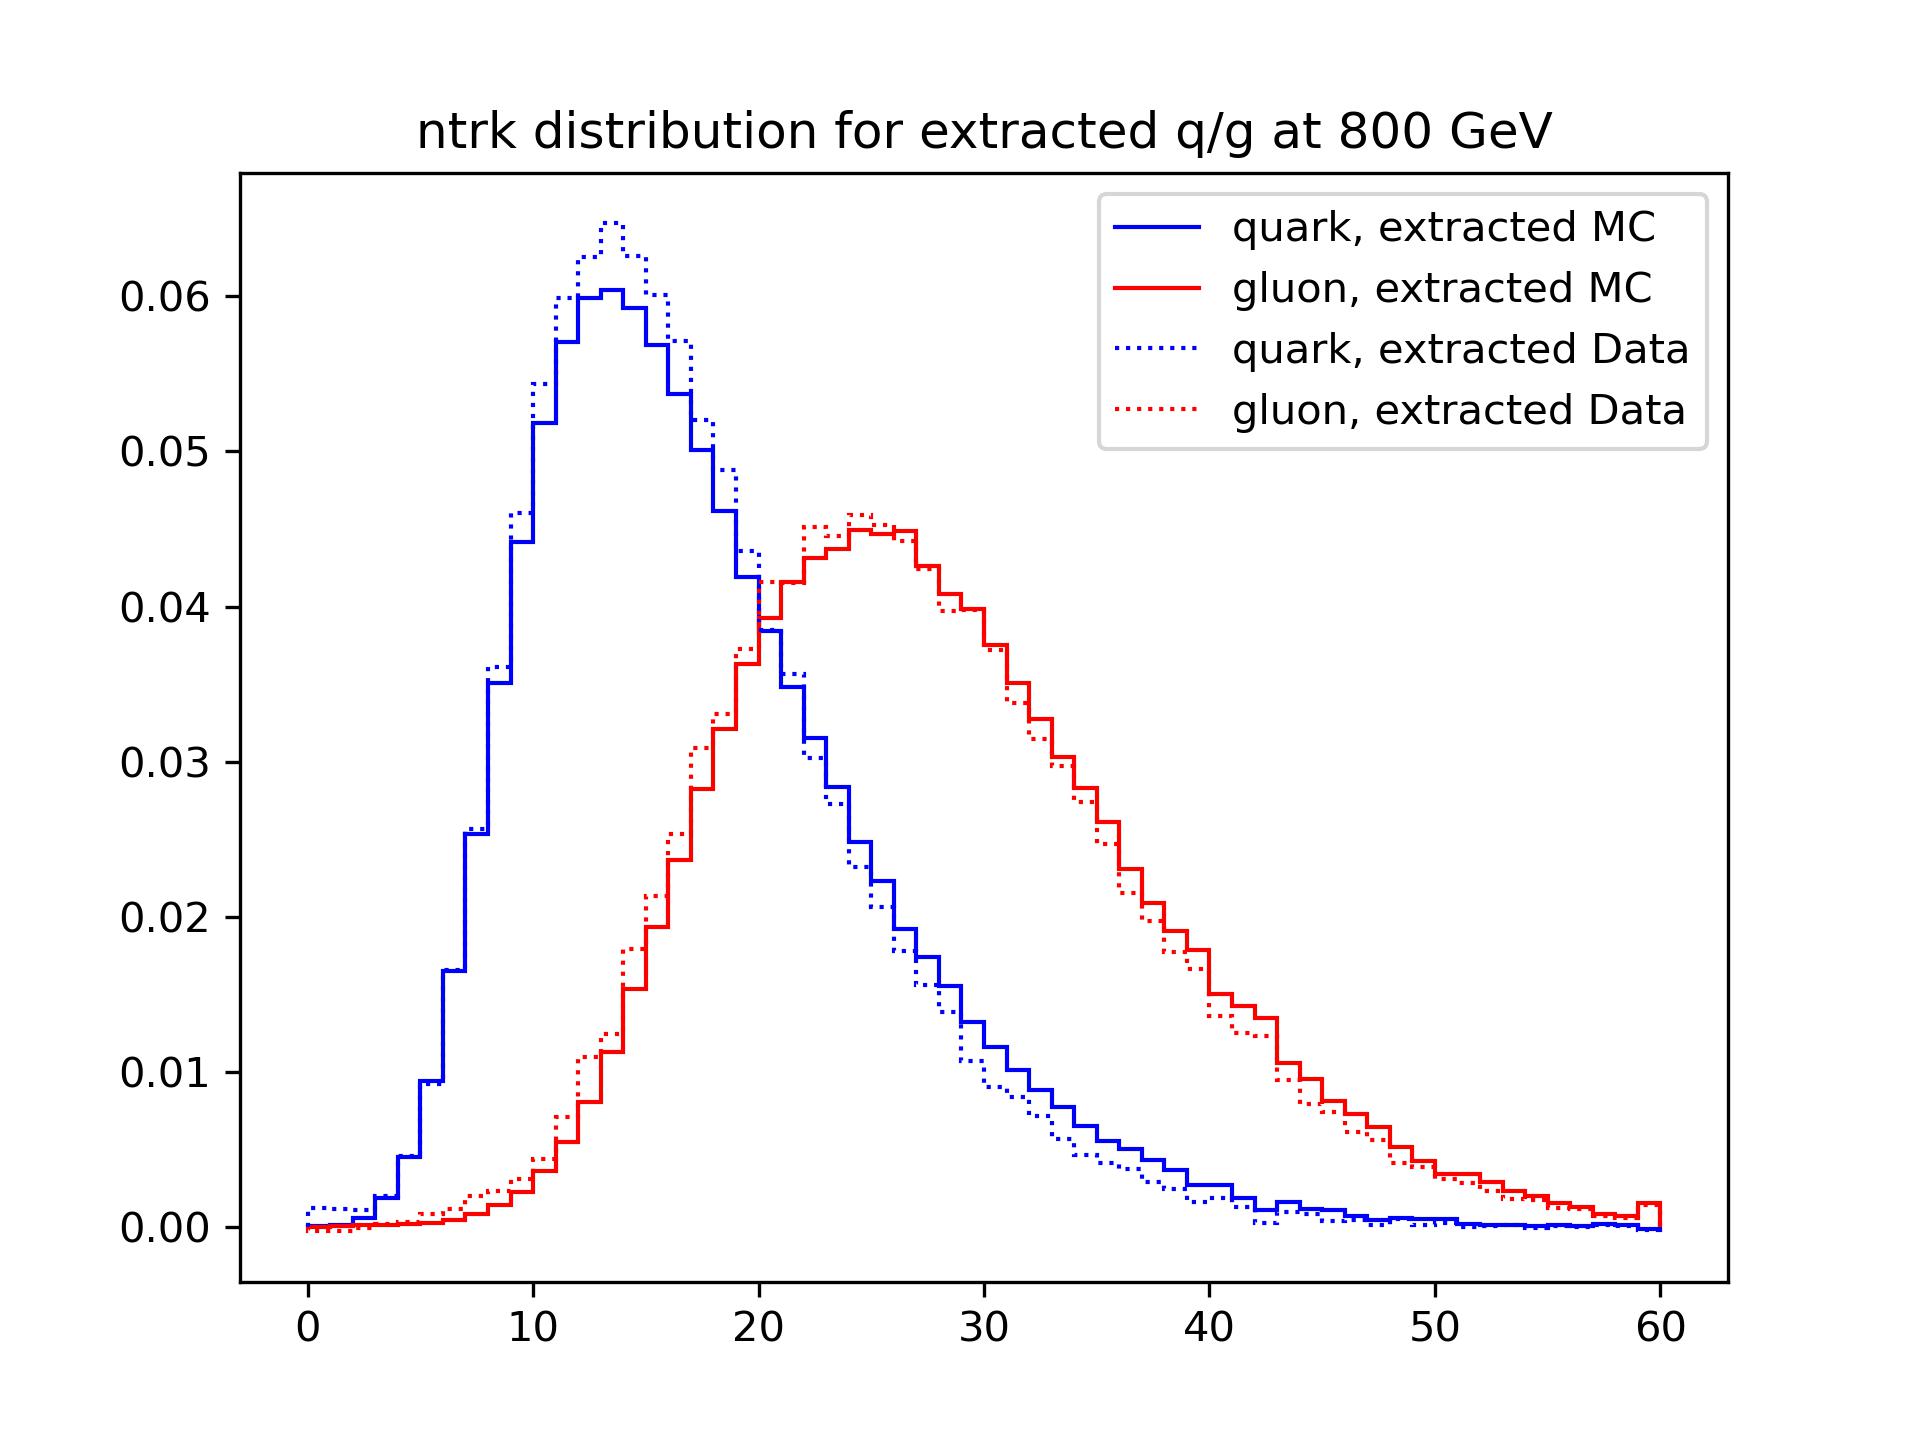 ntrk distribution for extracted q/g at 800 GeV
quark, extracted MC
gluon, extracted MC
quark, extracted Data
gluon, extracted Data
0.06
0.05
0.04
0.03
0.02
0.01
0.00
0 10 20 30 40 50 60